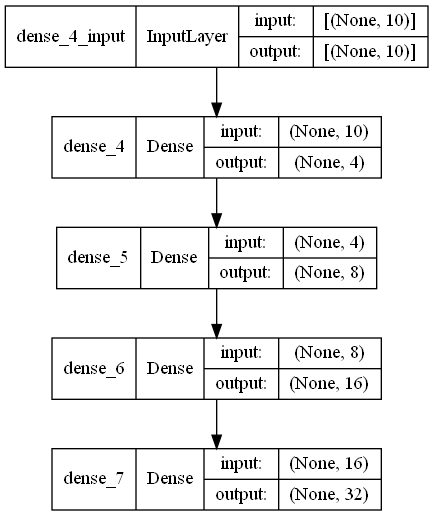 dense_4_input InputLayer input: [(None, 10)]
output: [(None, 10)]
dense_4 Dense input: (None, 10)
output: (None, 4)
dense_5 Dense input: (None, 4)
output: (None, 8)
dense_6 Dense input: (None, 8)
output: (None, 16)
dense_7 Dense input: (None, 16)
output: (None, 32)